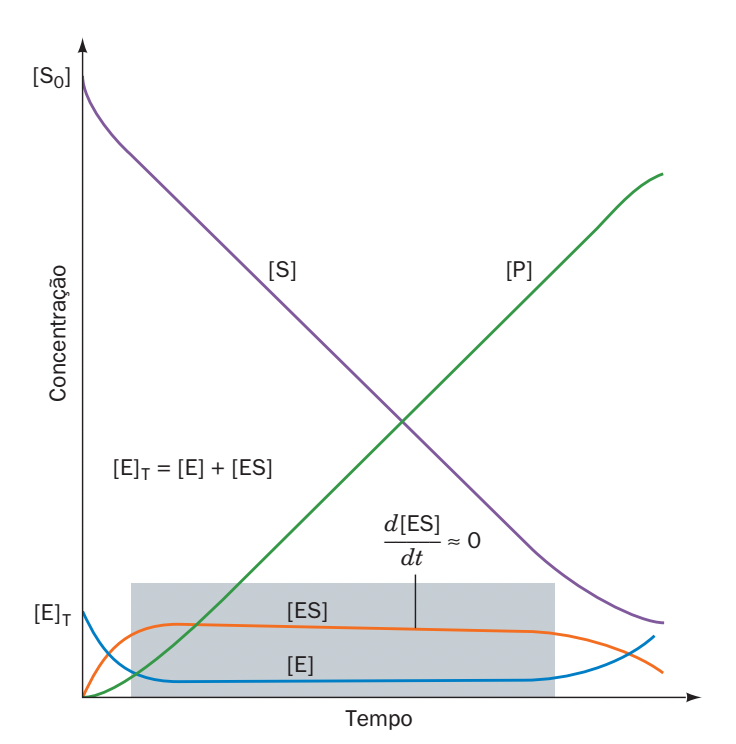 [S₀]
Concentração
[S]
[P]
[E]T = [E] + [ES]
d[ES]
dt
≈ 0
[E]T
[ES]
[E]
Tempo